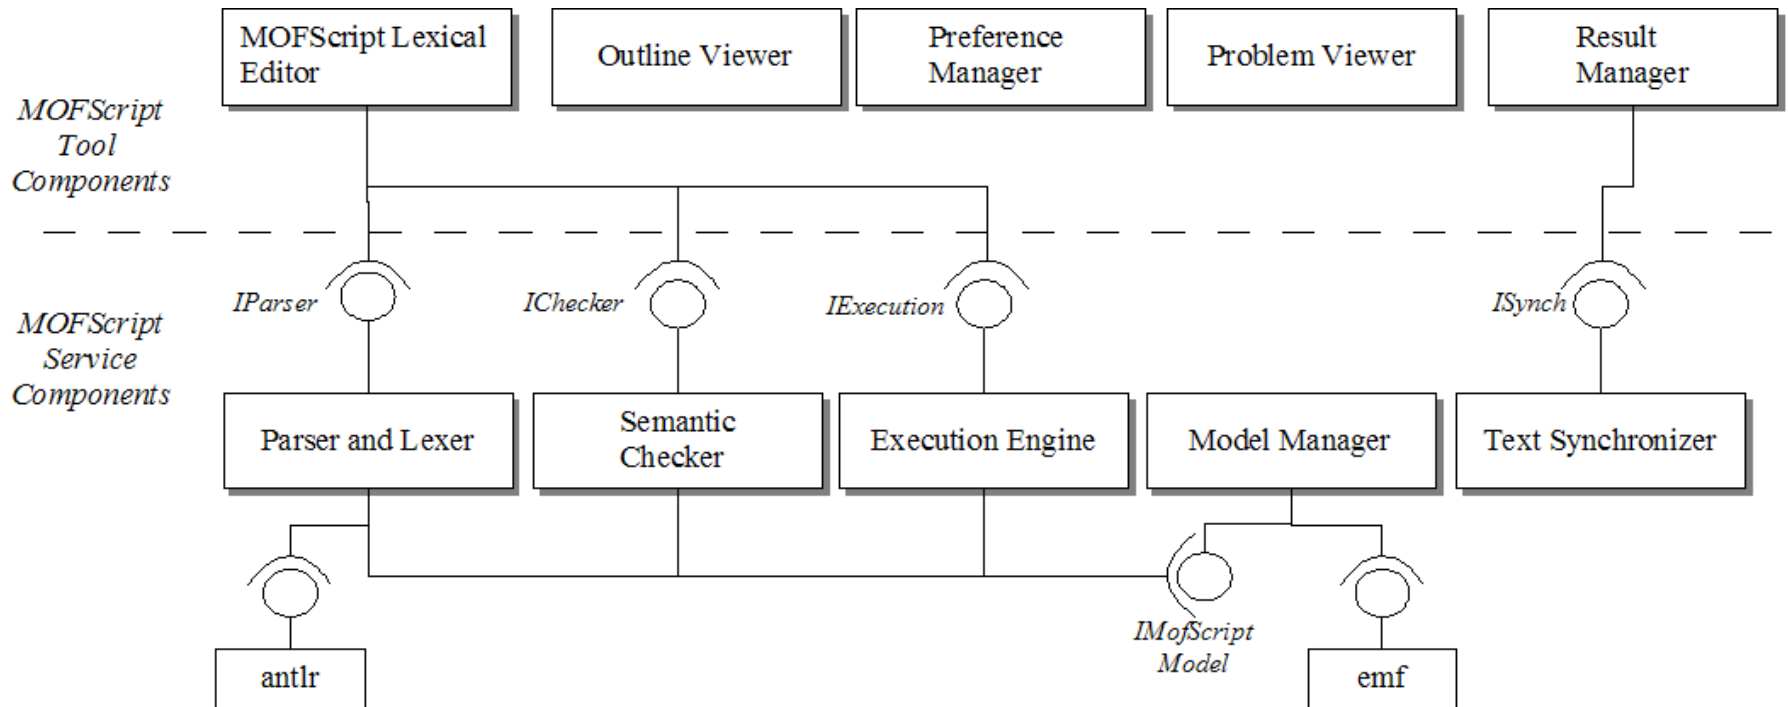 MOFScript Lexical
Editor
Outline Viewer
Preference
Manager
Problem Viewer
Result
Manager
MOFScript
Tool
Components
IParser
IChecker
IExecution
ISynch
MOFScript
Service
Components
Parser and Lexer
Semantic
Checker
Execution Engine
Model Manager
Text Synchronizer
IMofScript
Model
antlr
emf